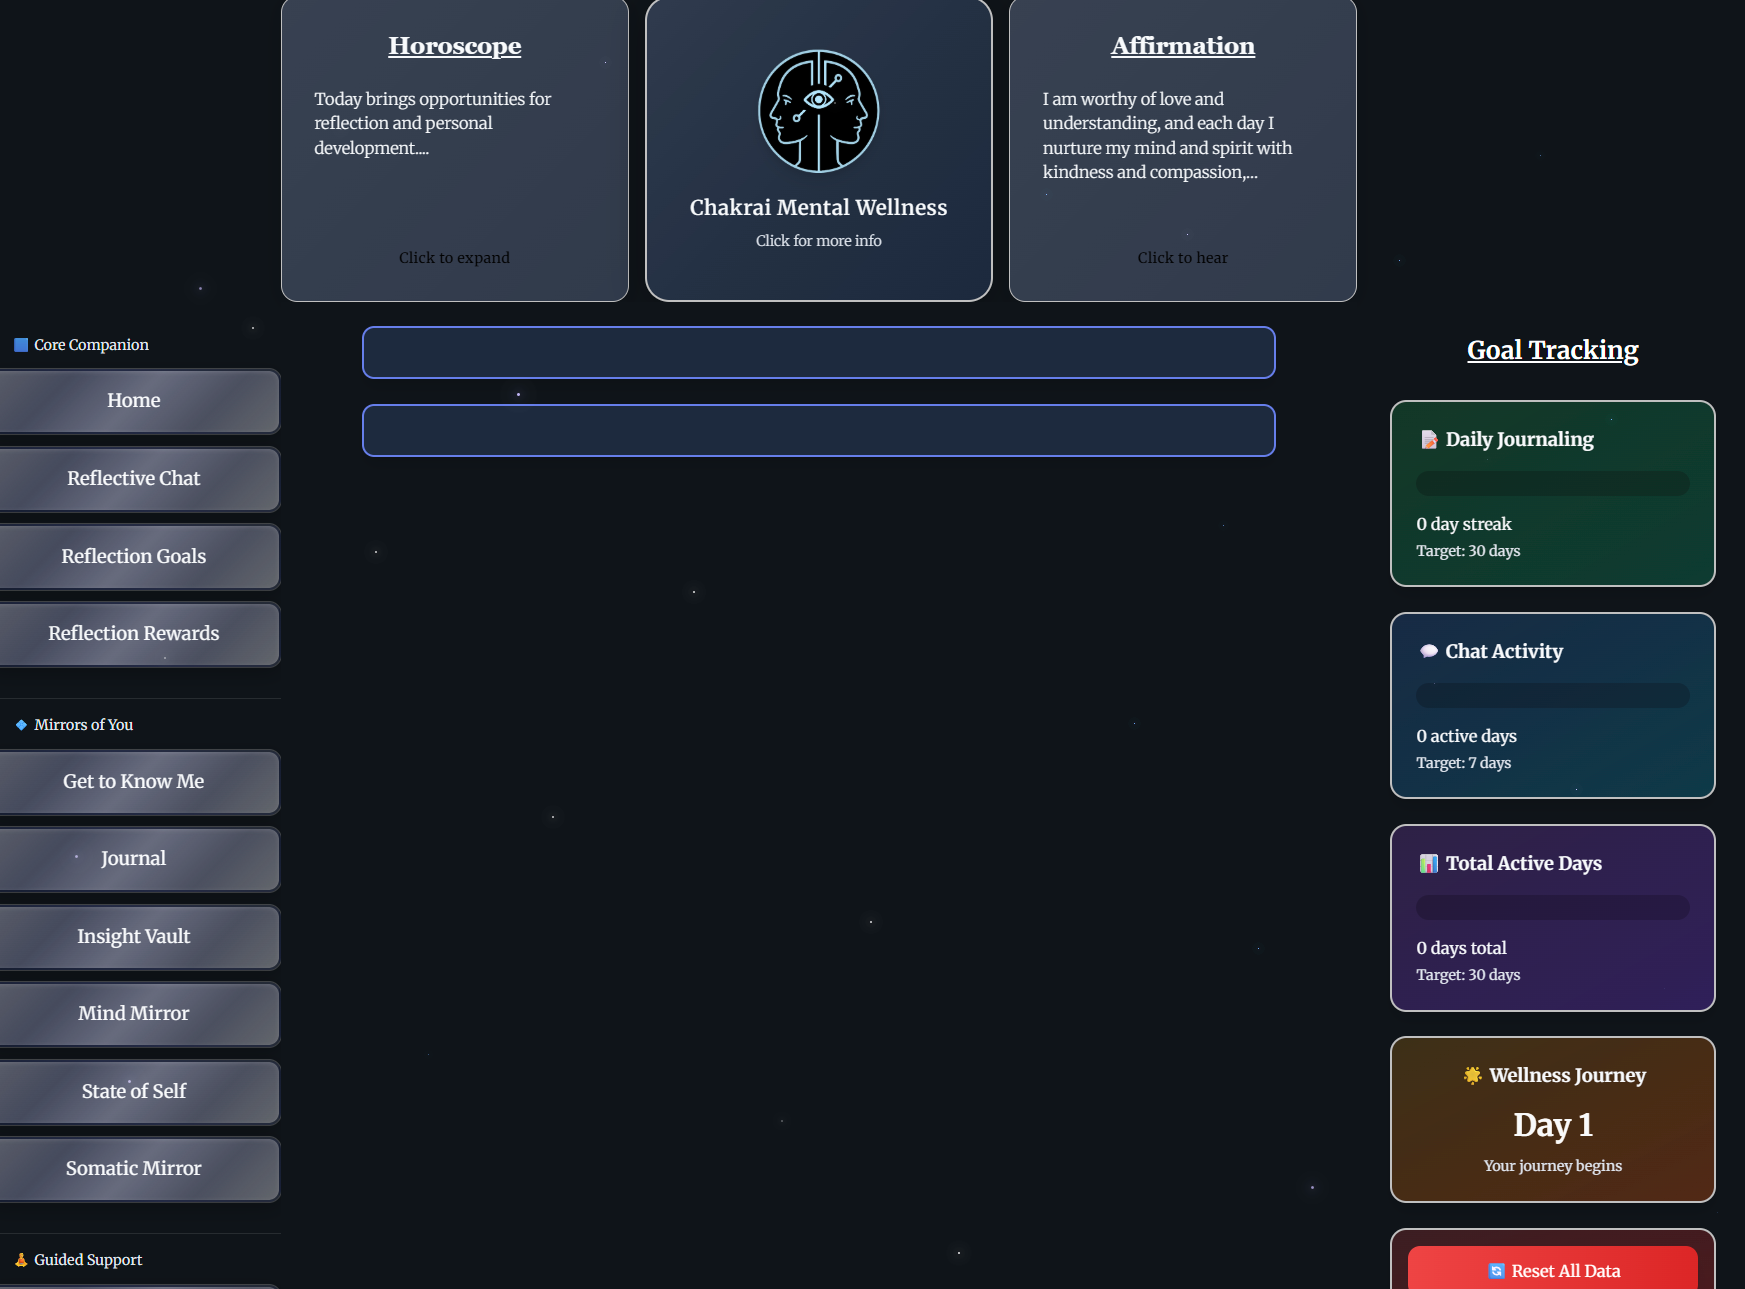 Horoscope
Today brings opportunities for
reflection and personal
development....
Click to expand
Chakrai Mental Wellness
Click for more info
Affirmation
I am worthy of love and
understanding, and each day I
nurture my mind and spirit with
kindness and compassion,...
Click to hear
Core Companion
Home
Reflective Chat
Reflection Goals
Reflection Rewards
Mirrors of You
Get to Know Me
Journal
Insight Vault
Mind Mirror
State of Self
Somatic Mirror
Guided Support
Goal Tracking
Daily Journaling
0 day streak
Target: 30 days
Chat Activity
0 active days
Target: 7 days
Total Active Days
0 days total
Target: 30 days
Wellness Journey
Day 1
Your journey begins
Reset All Data